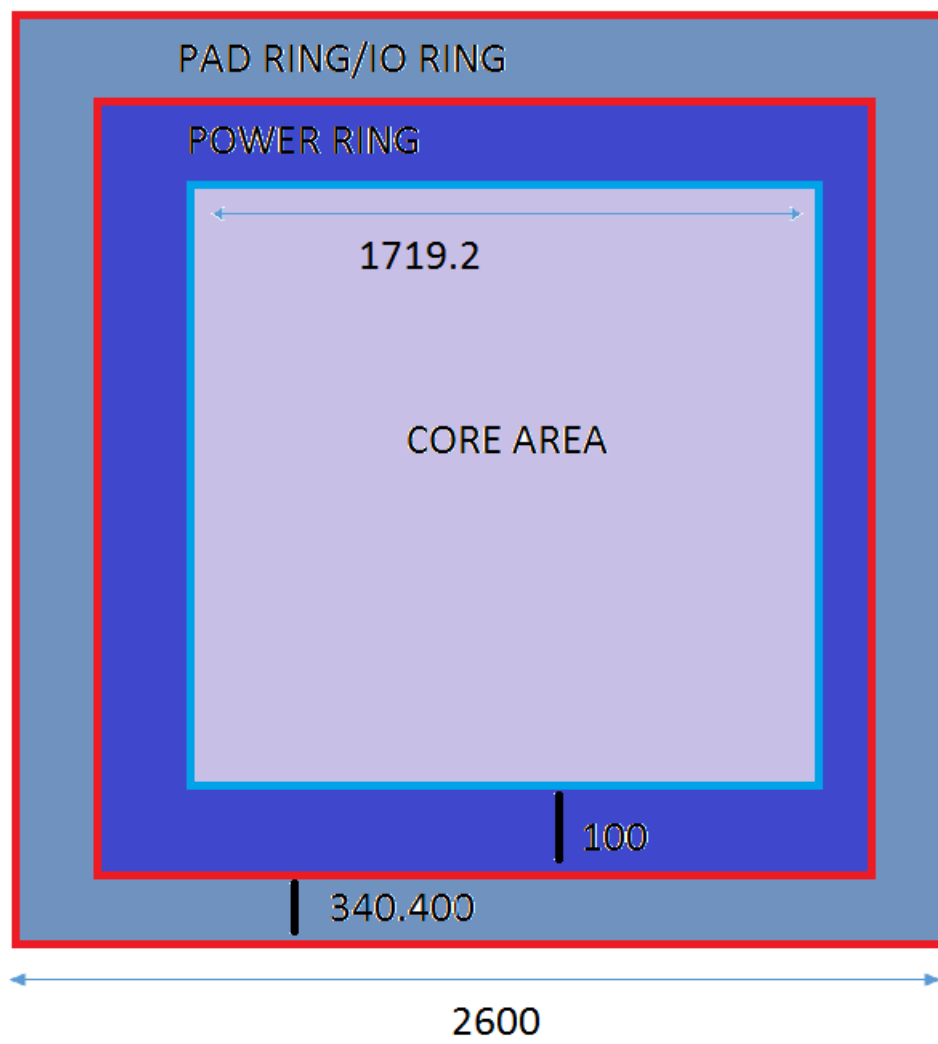 PAD RING/IO RING
POWER RING
1719.2
CORE AREA
100
340.400
2600